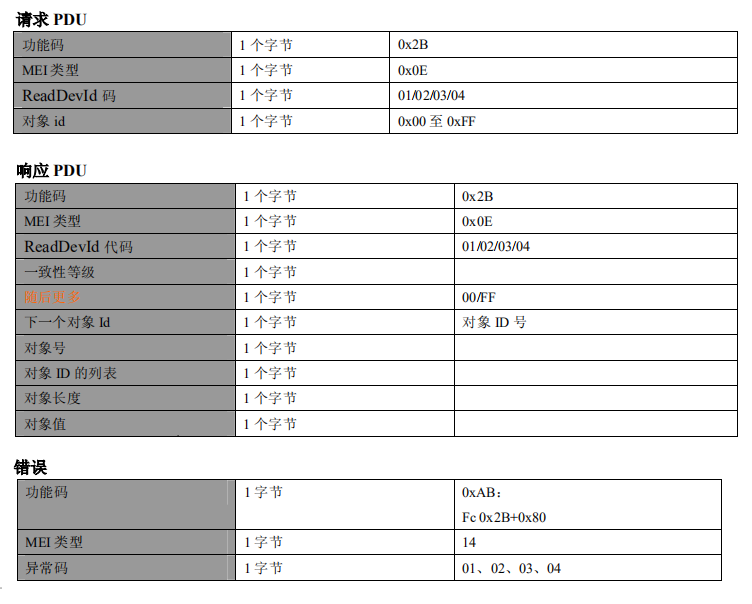 请求 PDU
功能码 1 个字节 0x2B
MEI 类型 1 个字节 0x0E
ReadDevId 码 1 个字节 01/02/03/04
对象 id 1 个字节 0x00 至 0xFF
响应 PDU
功能码 1 个字节 0x2B
MEI 类型 1 个字节 0x0E
ReadDevId 代码 1 个字节 01/02/03/04
一致性等级 1 个字节
随后更多 1 个字节 00/FF
下一个对象 Id 1 个字节 对象 ID 号
对象号 1 个字节
对象 ID 的列表 1 个字节
对象长度 1 个字节
对象值 1 个字节
错误
功能码 1 字节 0xAB：
Fc 0x2B+0x80
MEI 类型 1 字节 14
异常码 1 字节 01、02、03、04